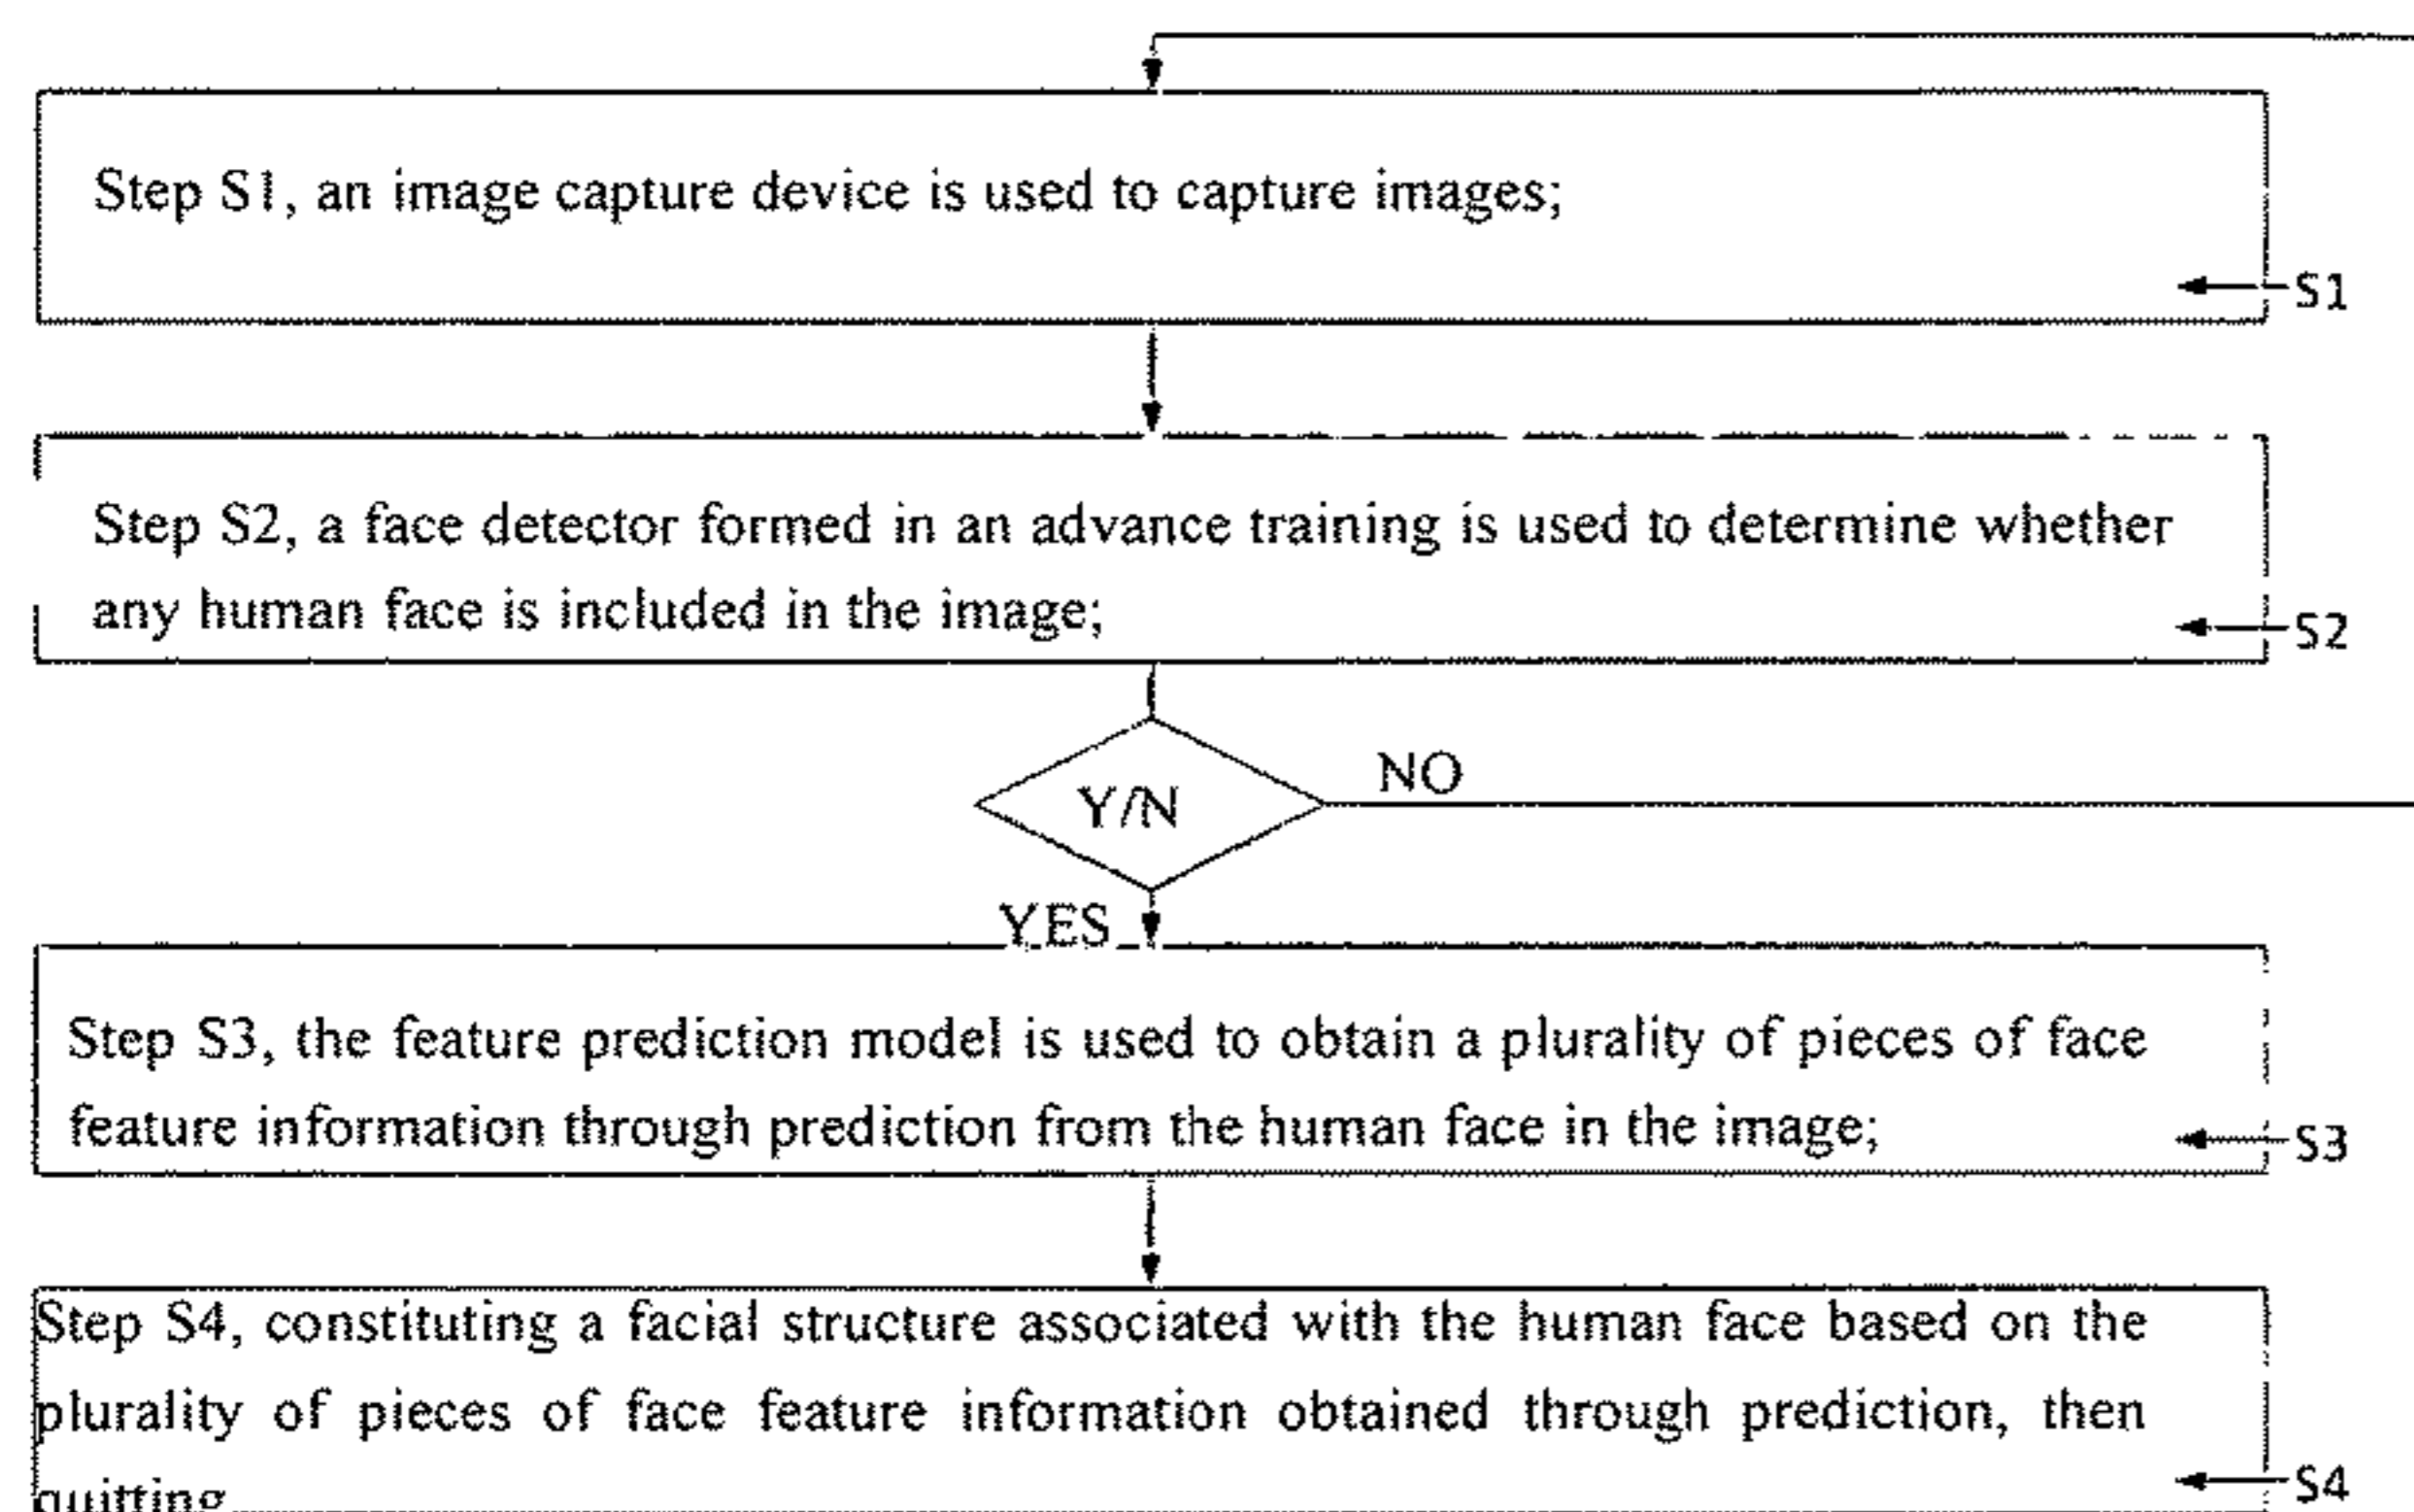 Step S1, an image capture device is used to capture images;
S1
Step S2, a face detector formed in an advance training is used to determine whether
any human face is included in the image;
S2
Y/N
NO
YES
Step S3, the feature prediction model is used to obtain a plurality of pieces of face
feature information through prediction from the human face in the image;
S3
Step S4, constituting a facial structure associated with the human face based on the
plurality of pieces of face feature information obtained through prediction, then
quitting
S4